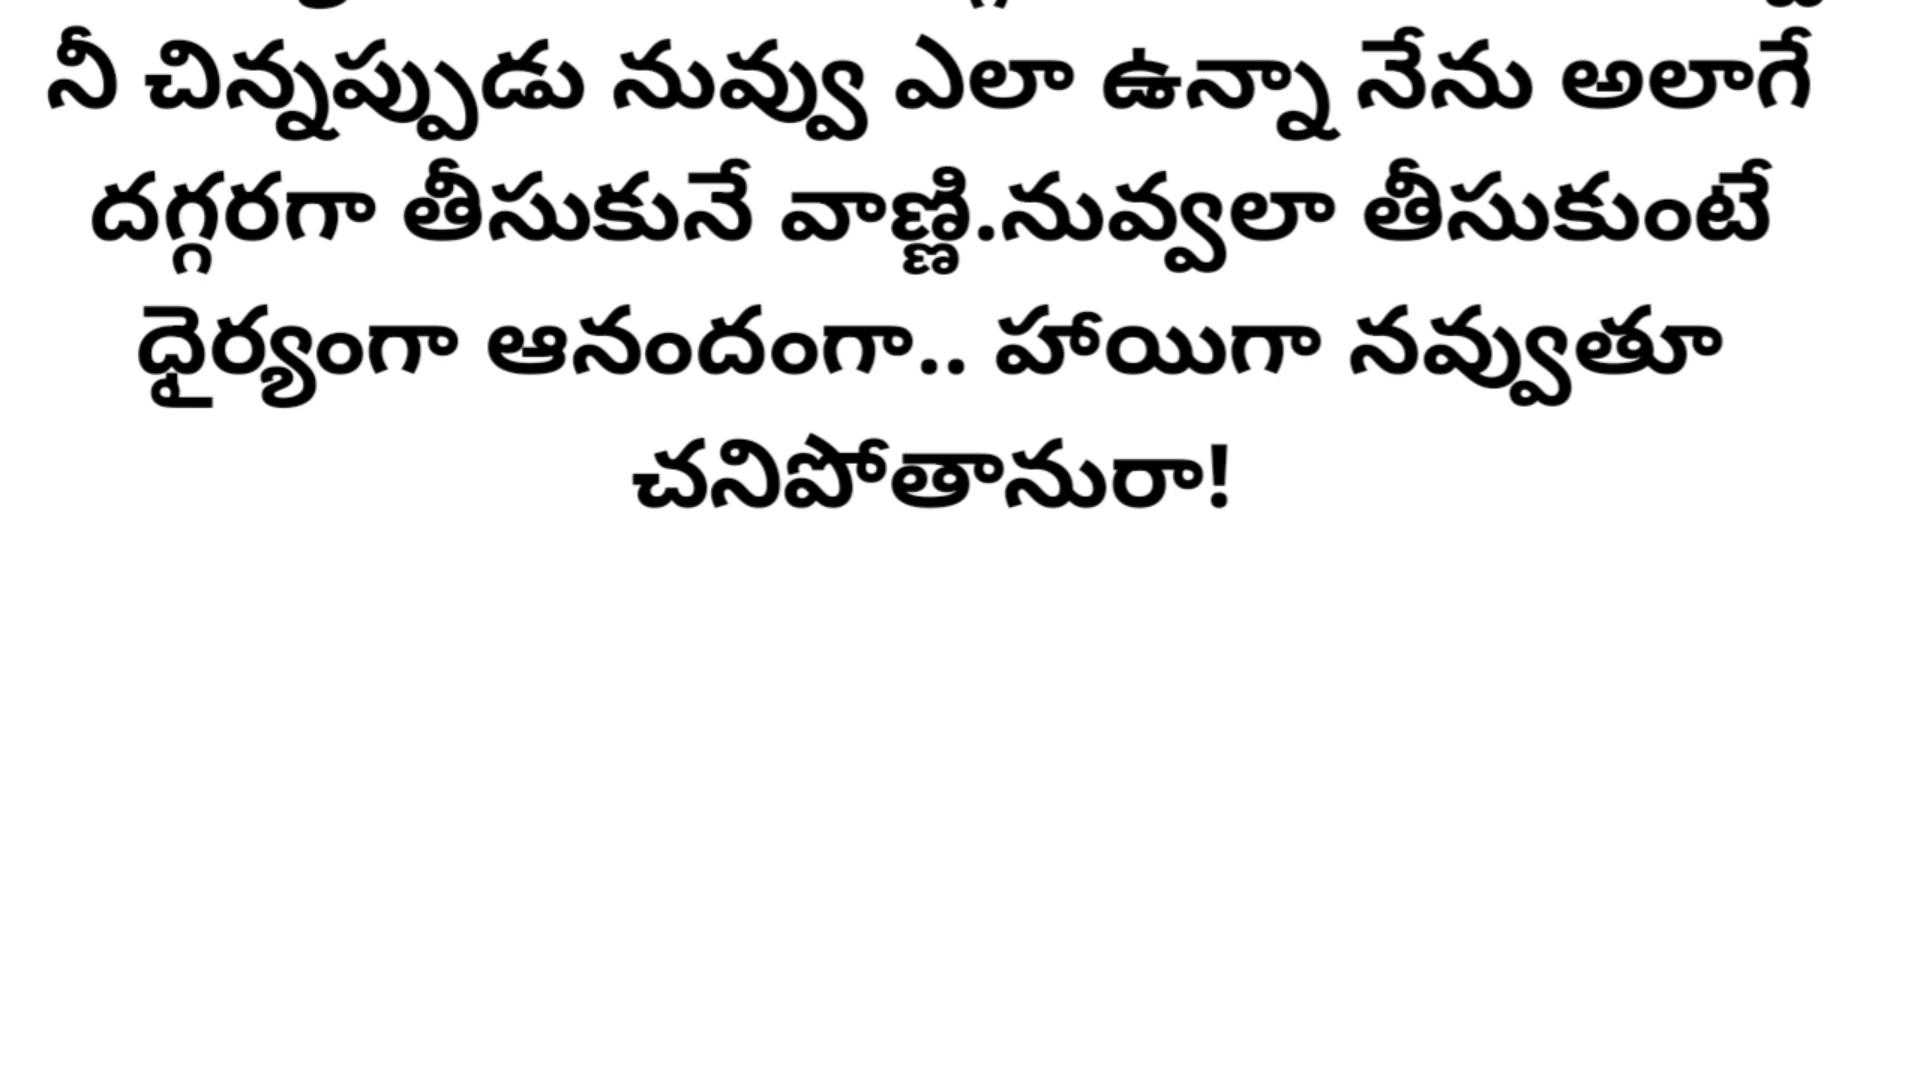 నీ చిన్నప్పుడు నువ్వు ఎలా ఉన్నా నేను అలాగే
దగ్గరగా తీసుకునే వాణ్ణి.నువ్వలా తీసుకుంటే
ధైర్యంగా ఆనందంగా.. హాయిగా నవ్వుతూ
చనిపోతానురా!